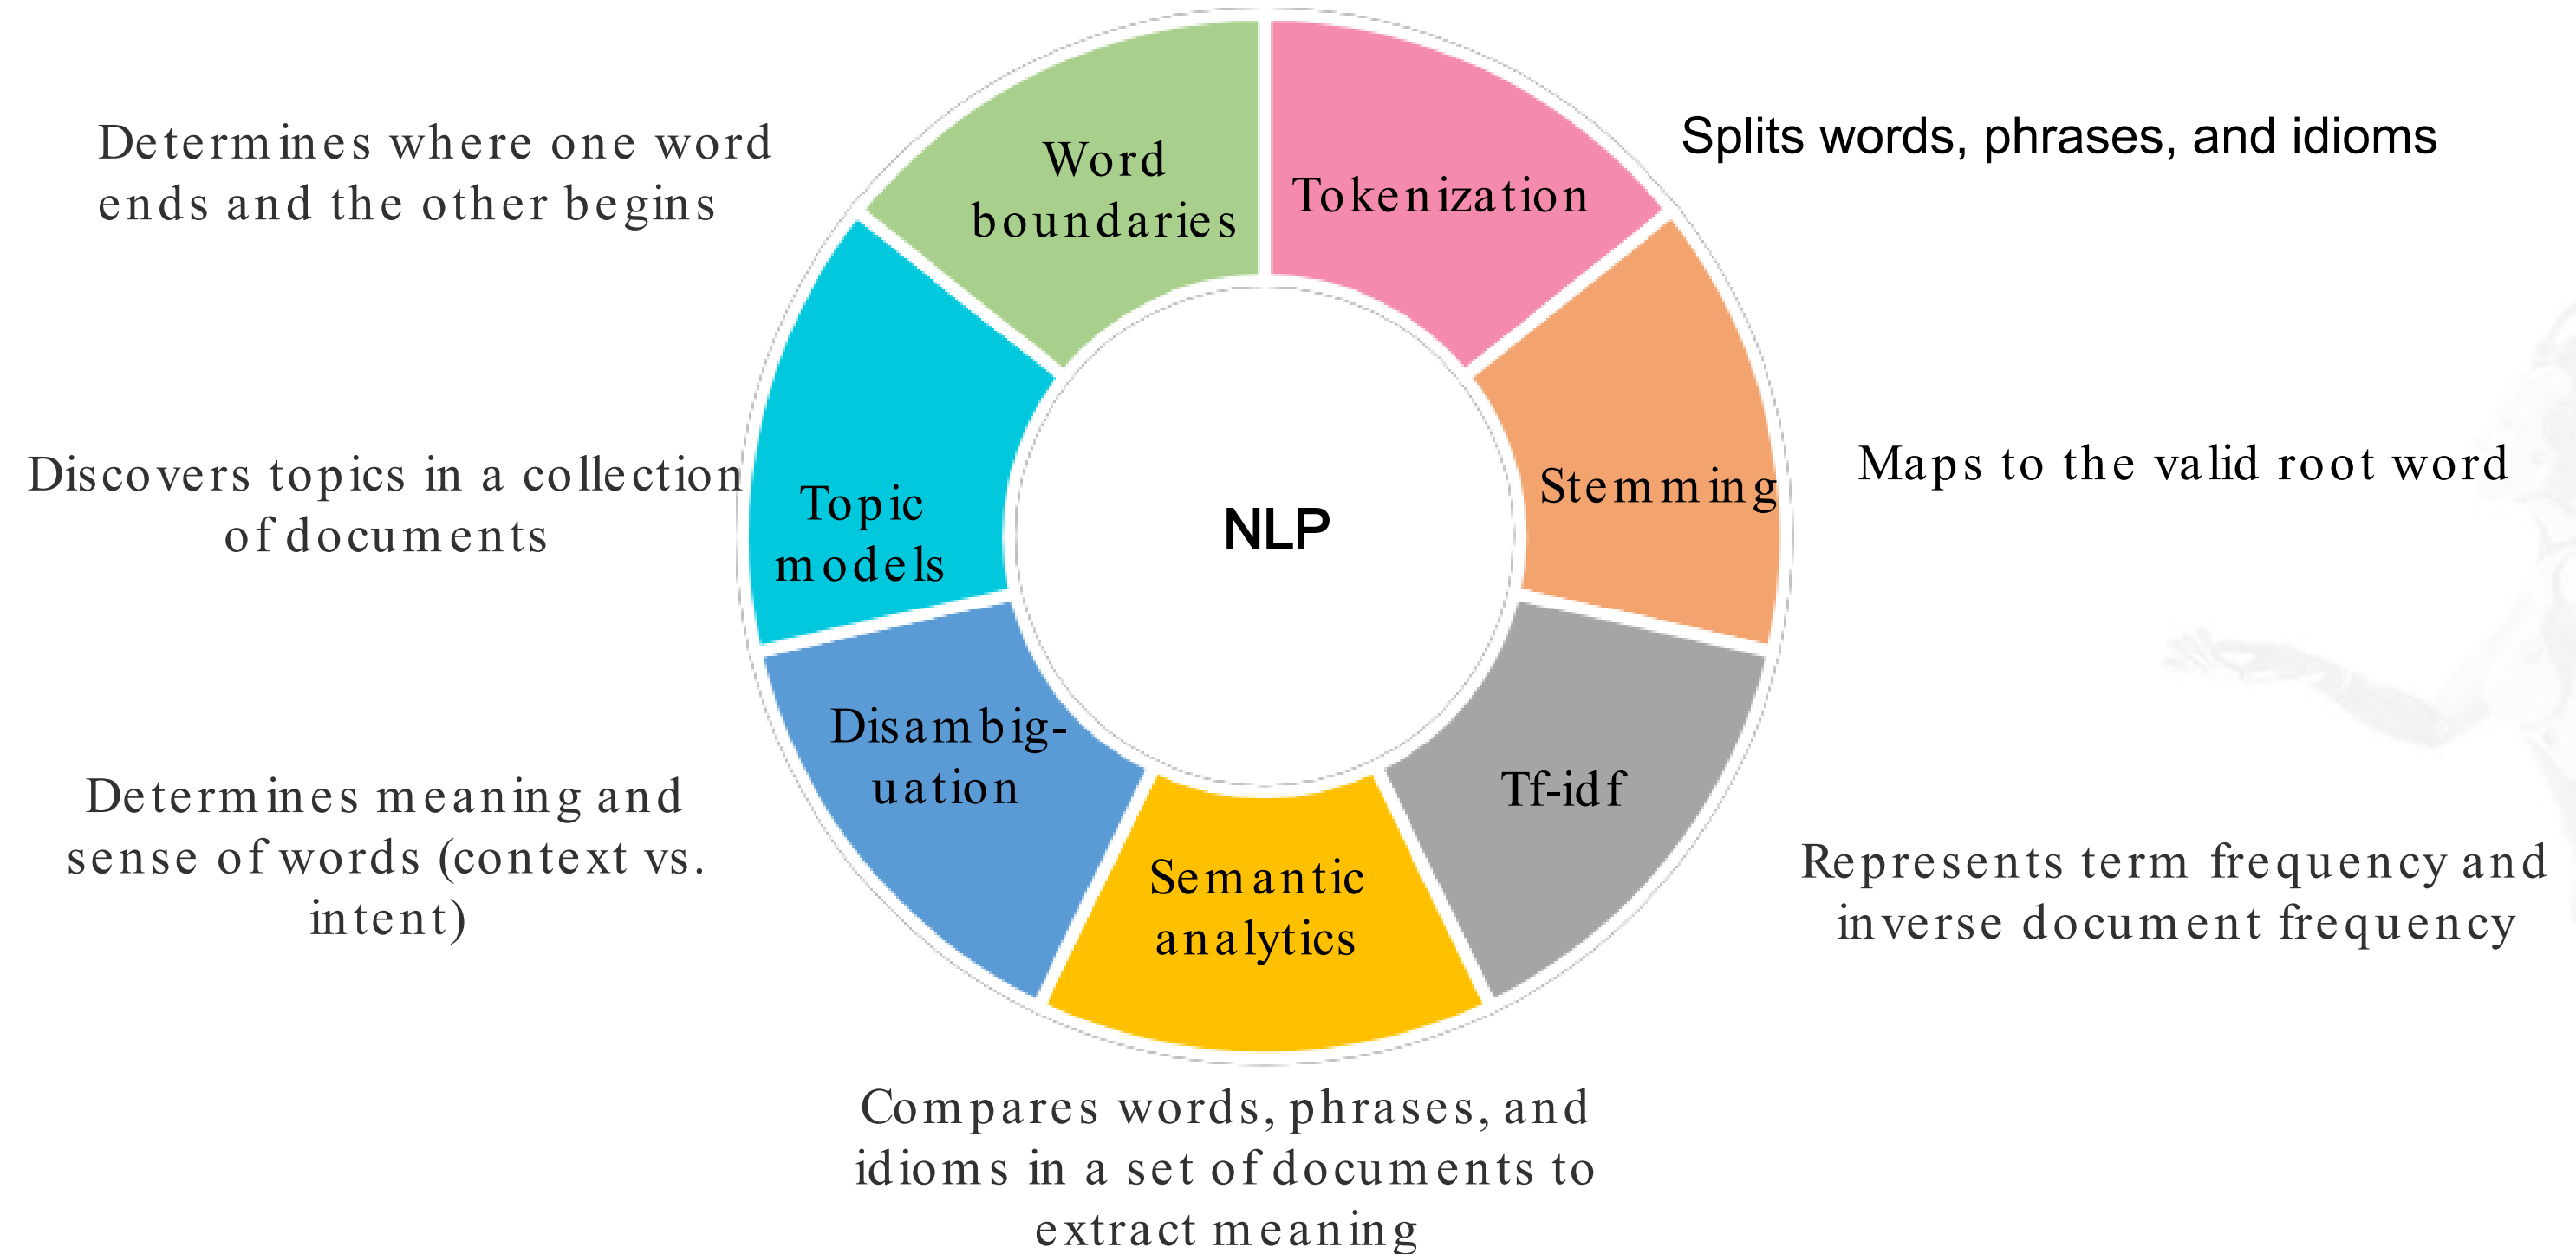 Determines where one word
ends and the other begins
Word
boundaries
Tokenization
Splits words, phrases, and idioms
Discovers topics in a collection
of documents
Topic
models
NLP
Stemming
Maps to the valid root word
Determines meaning and
sense of words (context vs.
intent)
Disambig-
uation
Semantic
analytics
Tf-idf
Represents term frequency and
inverse document frequency
Compares words, phrases, and
idioms in a set of documents to
extract meaning